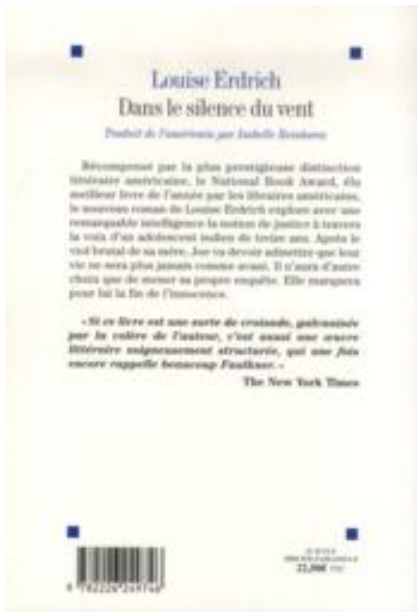 Louise Erdrich
Dans le silence du vent
Traduit de l'américain par Isabelle Reinharez
Récompensé par la plus prestigieuse distinction
littéraire américaine, le National Book Award, élu
meilleur livre de l'année par les libraires américains,
le nouveau roman de Louise Erdrich explore avec une
remarquable intelligence la notion de justice à travers
la voix d'un adolescent indien de treize ans. Après le
viol brutal de sa mère, Joe va devoir admettre que leur
vie ne sera plus jamais comme avant. Il n'aura d'autre
choix que de mener sa propre enquête. Elle marquera
pour lui la fin de l'innocence.
« Si ce livre est une sorte de croisade, galvanisée
par la colère de l'auteur, c'est aussi une œuvre
littéraire soigneusement structurée, qui une fois
encore rappelle beaucoup Faulkner. »
The New York Times
22,50€ TTC
9 782226 249746